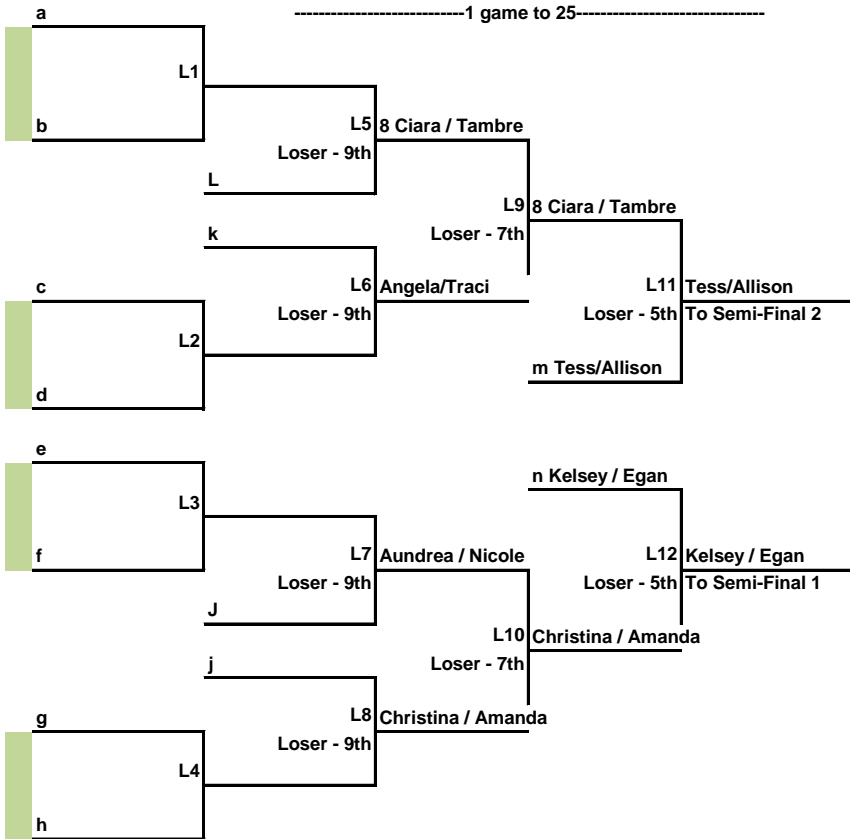 a
------------------------------1 game to 25--------------------------------
L1
b
L5 8 Ciara / Tambre
Loser - 9th
L
L9 8 Ciara / Tambre
k
Loser - 7th
c
L6 Angela/Traci
L11 Tess/Allison
Loser - 9th
Loser - 5th To Semi-Final 2
L2
m Tess/Allison
d
e
n Kelsey / Egan
L3
f
L7 Aundrea / Nicole
L12 Kelsey / Egan
Loser - 9th
Loser - 5th To Semi-Final 1
J
L10 Christina / Amanda
Loser - 7th
j
g
L8 Christina / Amanda
Loser - 9th
L4
h